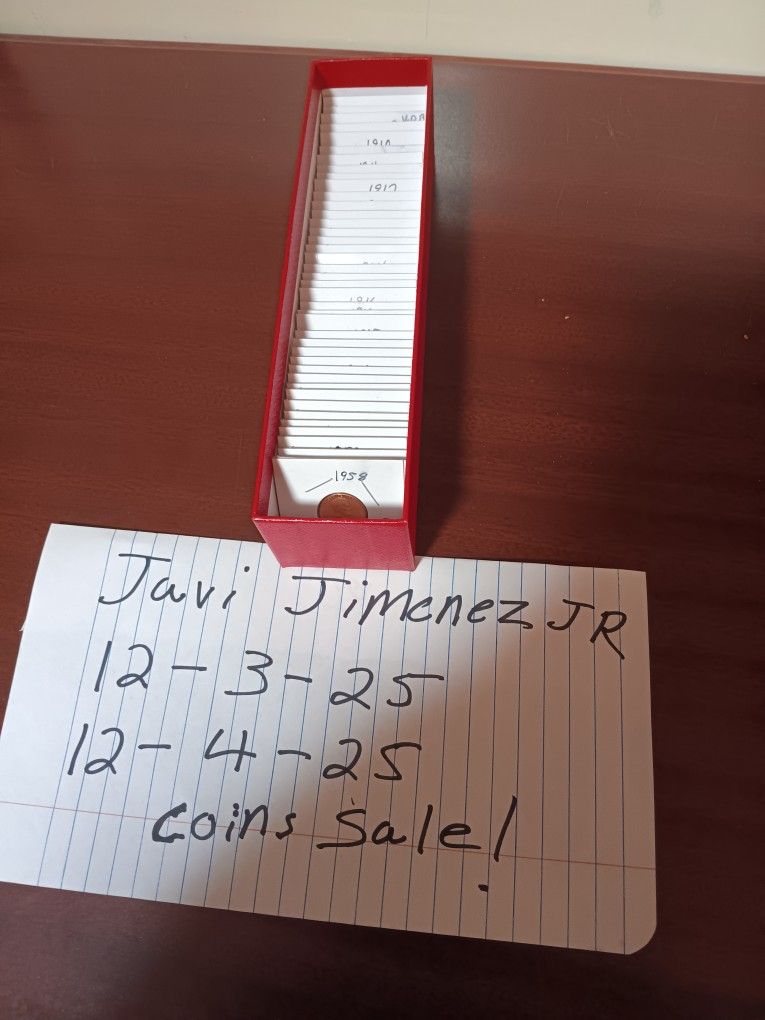 1958
Javi Jimenez JR
12-3-25
12-4-25
coins sale!